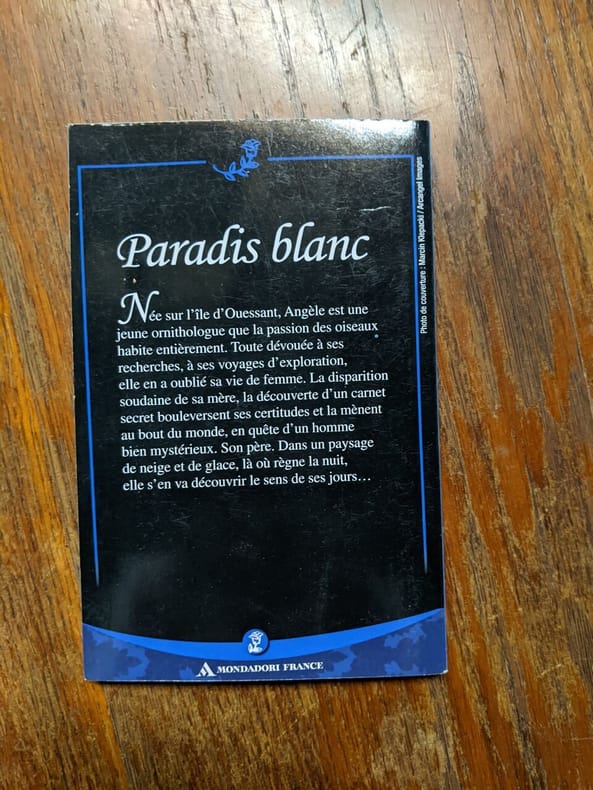 Paradis blanc
Née sur l'île d'Ouessant, Angèle est une
jeune ornithologue que la passion des oiseaux
habite entièrement. Toute dévouée à ses
recherches, à ses voyages d'exploration,
elle en a oublié sa vie de femme. La disparition
soudaine de sa mère, la découverte d'un carnet
secret bouleversent ses certitudes et la mènent
au bout du monde, en quête d'un homme
bien mystérieux. Son père. Dans un paysage
de neige et de glace, là où règne la nuit,
elle s'en va découvrir le sens de ses jours…
Photo de couverture : Marcin Klepacki / Arcangel Images
MONDADORI FRANCE